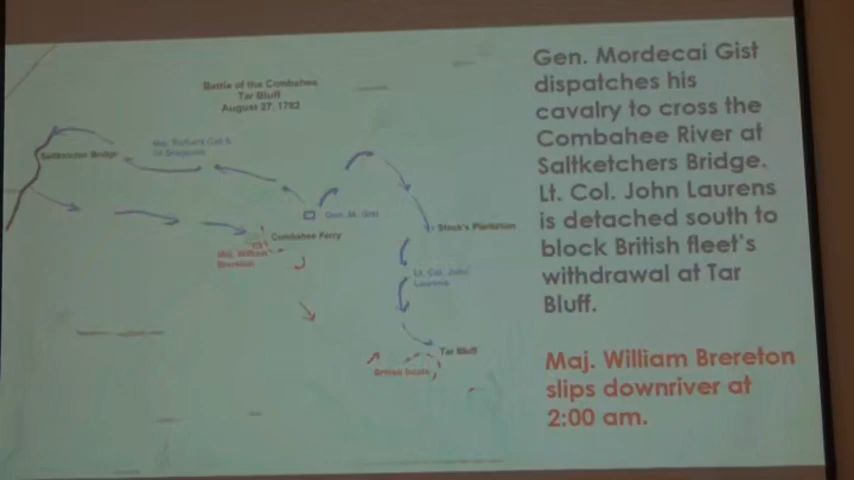 Battle of the Combahee
Tar Bluff
August 27, 1782
Gen. Mordecai Gist
dispatches his
cavalry to cross the
Combahee River at
Saltketchers Bridge.
Lt. Col. John Laurens
is detached south to
block British fleet's
withdrawal at Tar
Bluff.
Maj. William Brereton
slips downriver at
2:00 am.
Saltketcher Bridge
Gen. M. Gist
Combahee Ferry
Maj. William
Brereton
Stock's Plantation
Lt. Col. John
Laurens
Tar Bluff
British boats